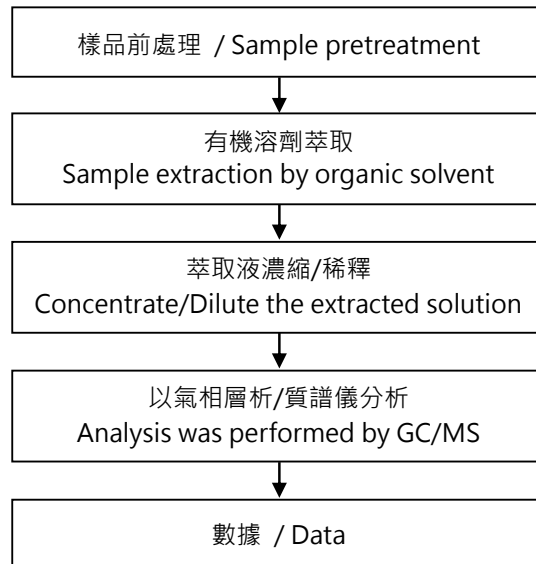 樣品前處理 / Sample pretreatment
有機溶劑萃取
Sample extraction by organic solvent
萃取液濃縮/稀釋
Concentrate/Dilute the extracted solution
以氣相層析/質譜儀分析
Analysis was performed by GC/MS
數據 / Data